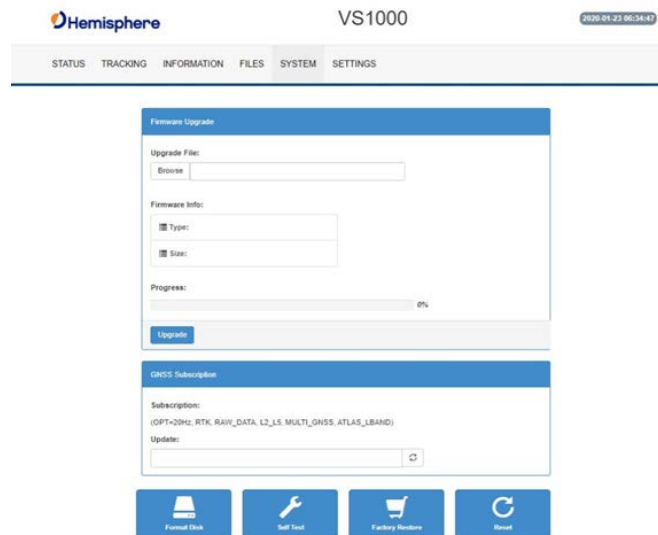 Hemisphere
VS1000
2020-01-23 06:34:47
STATUS TRACKING INFORMATION FILES SYSTEM SETTINGS
Firmware Upgrade
Upgrade File:
Browse
Firmware Info:
Type:
Size:
Progress:
0%
Upgrade
GNSS Subscription
Subscription:
(OPT=20Hz, RTK, RAW_DATA, L2_L5, MULTI_GNSS, ATLAS_LBAND)
Update:
Format Disk
Self Test
Factory Restore
Reset